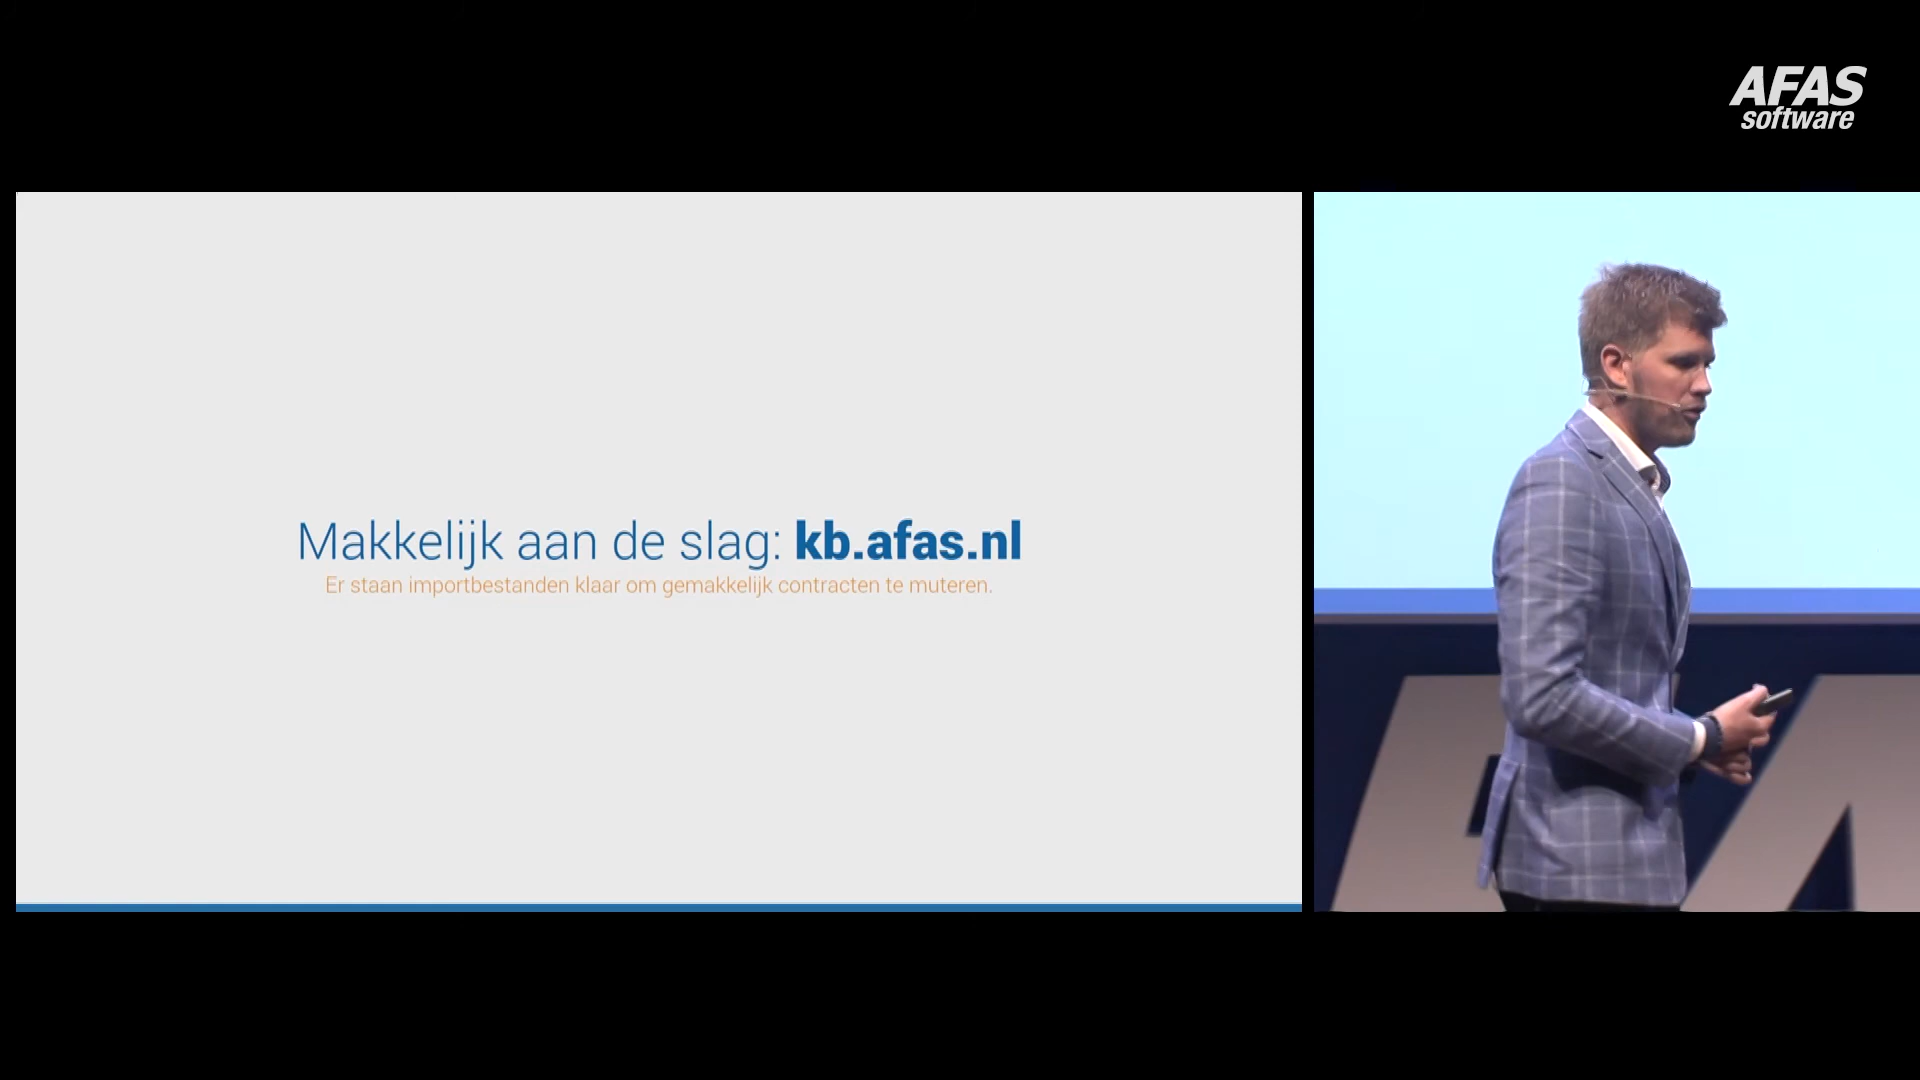 AFAS
software
Makkelijk aan de slag: kb.afas.nl
Er staan importbestanden klaar om gemakkelijk contracten te muteren.